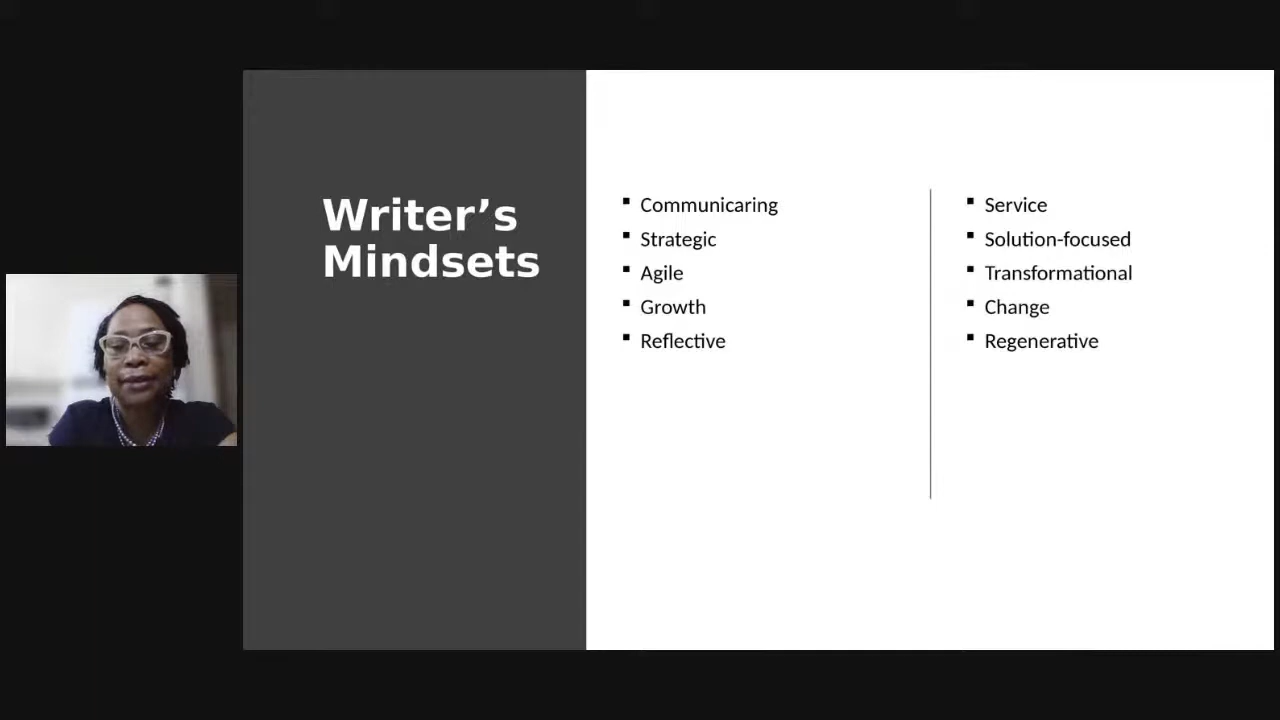 Writer’s
Mindsets
Communicaring
Strategic
Agile
Growth
Reflective
Service
Solution-focused
Transformational
Change
Regenerative